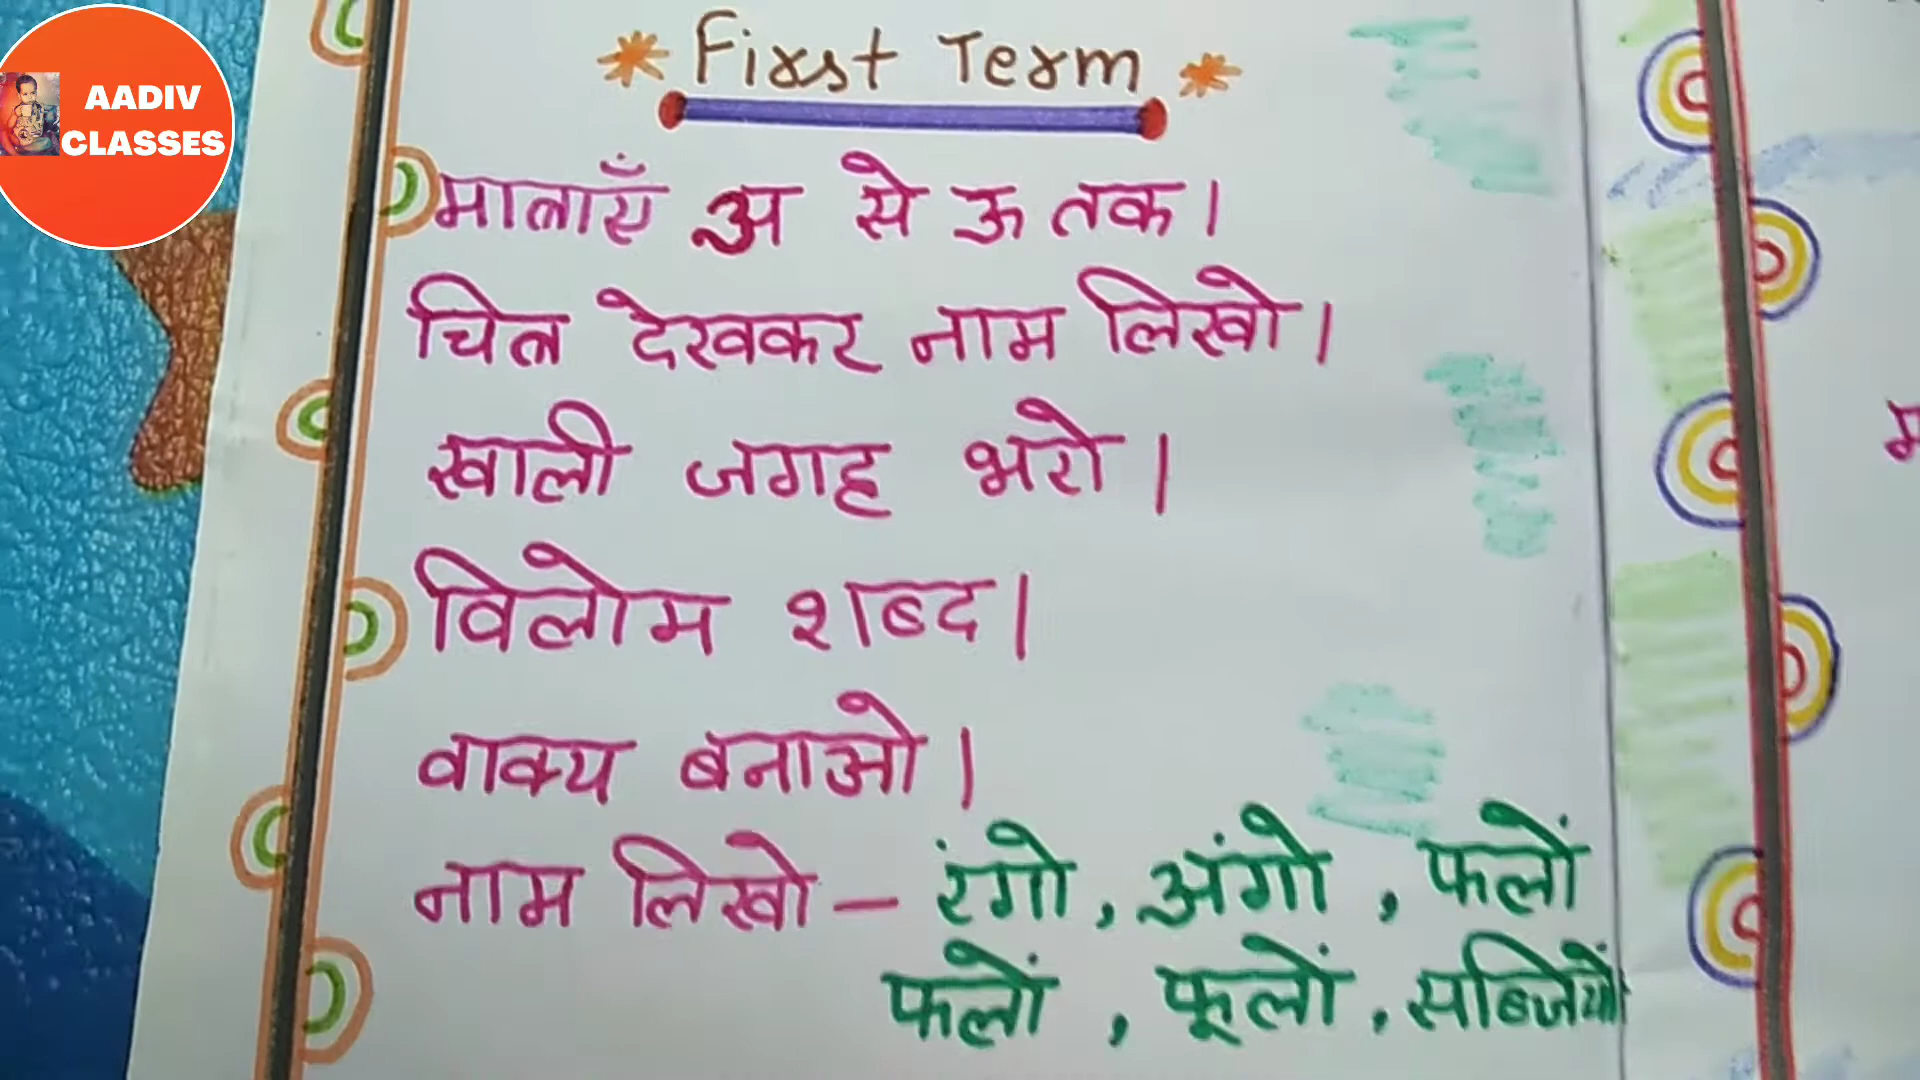 AADIV
CLASSES
First Term
मात्राएँ अ से ऊ तक।
चित्र देखकर नाम लिखो।
खाली जगह भरो।
विलोम शब्द।
वाक्य बनाओ।
नाम लिखो – रंगो, अंगो, फलों
फलों, फूलों, सब्जियों